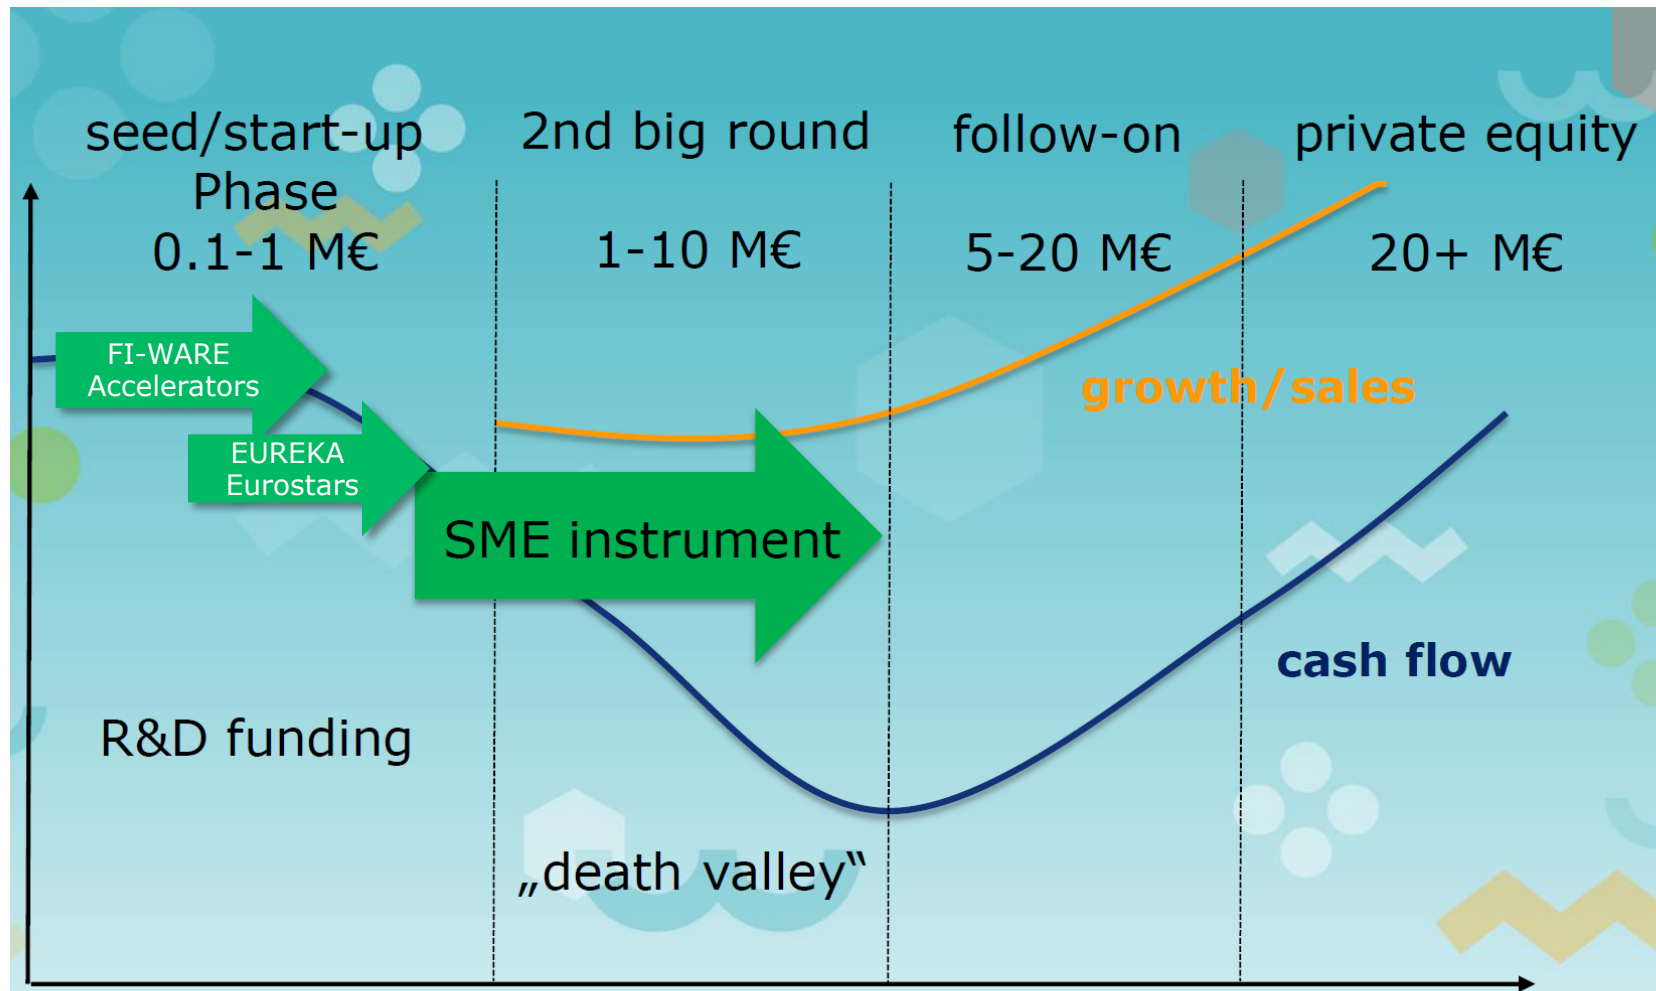 seed/start-up
Phase
0.1-1 M€
2nd big round
1-10 M€
follow-on
5-20 M€
private equity
20+ M€
FI-WARE
Accelerators
EUREKA
Eurostars
SME instrument
growth/sales
cash flow
R&D funding
„death valley“